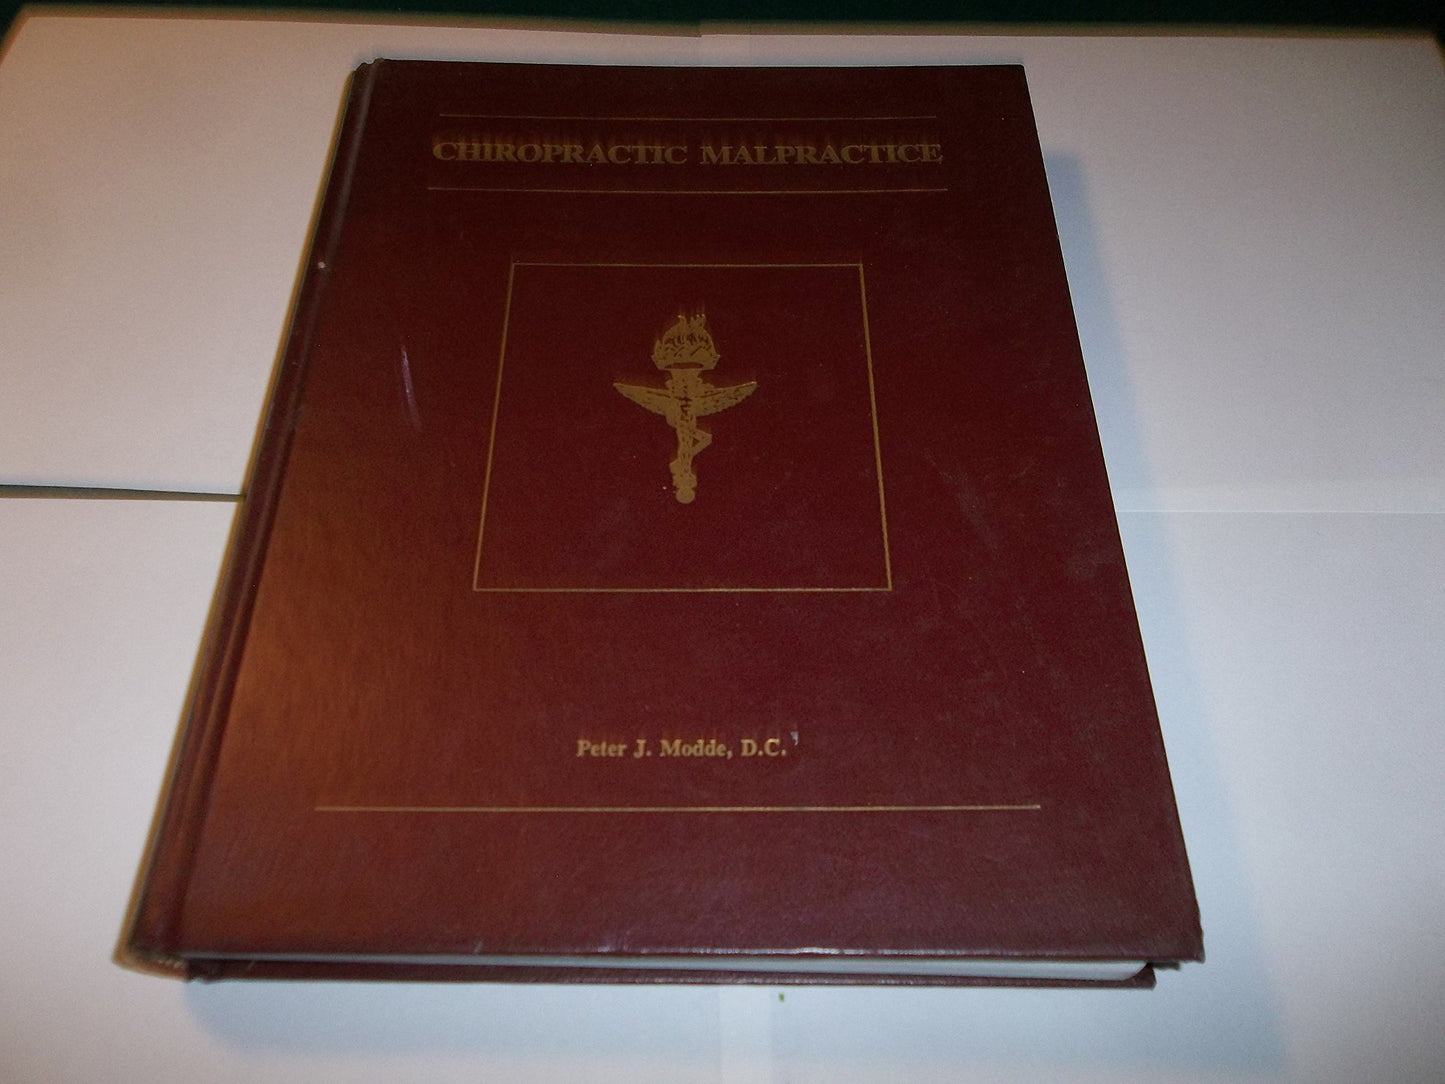 CHIROPRACTIC MALPRACTICE
Peter J. Modde, D.C.